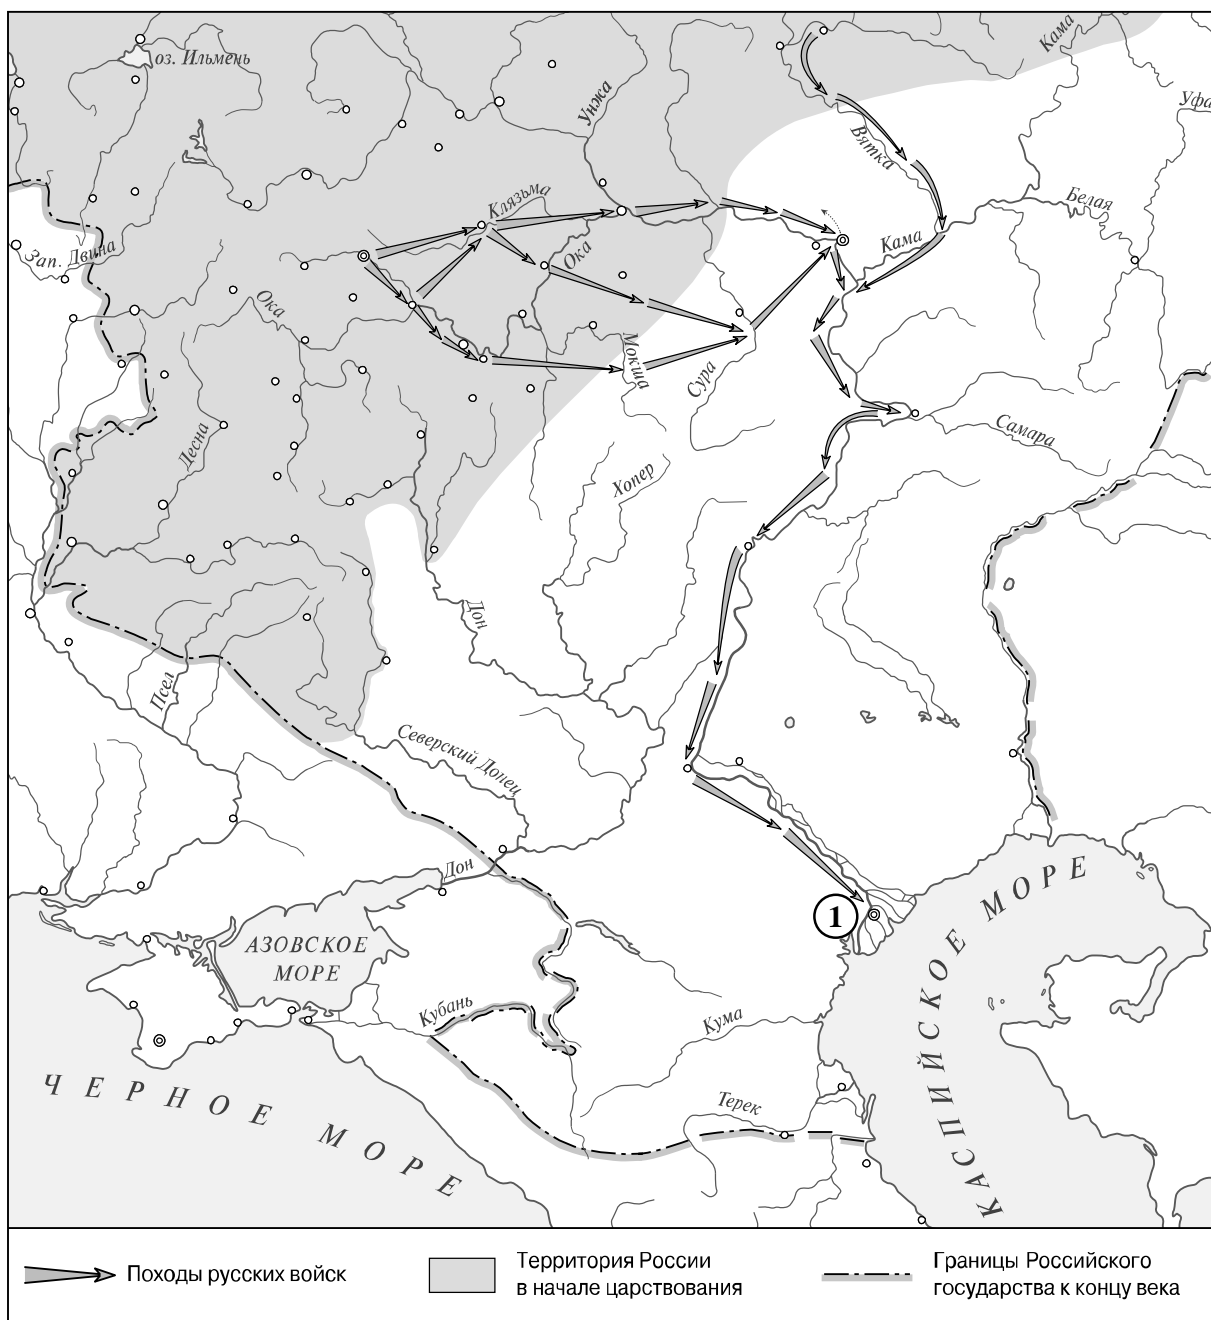 Кама
оз. Ильмень
Унжа
Уфа
Вятка
Клязьма
Белая
Зап. Двина
Ока
Кама
Ока
Мокша
Сура
Десна
Самара
Хопер
Дон
Псел
Северский Донец
Дон
КАСПИЙСКОЕ МОРЕ
1
АЗОВСКОЕ
МОРЕ
Кубань
Кума
Терек
ЧЕРНОЕ МОРЕ
Походы русских войск
Территория России
в начале царствования
Границы Российского
государства к концу века